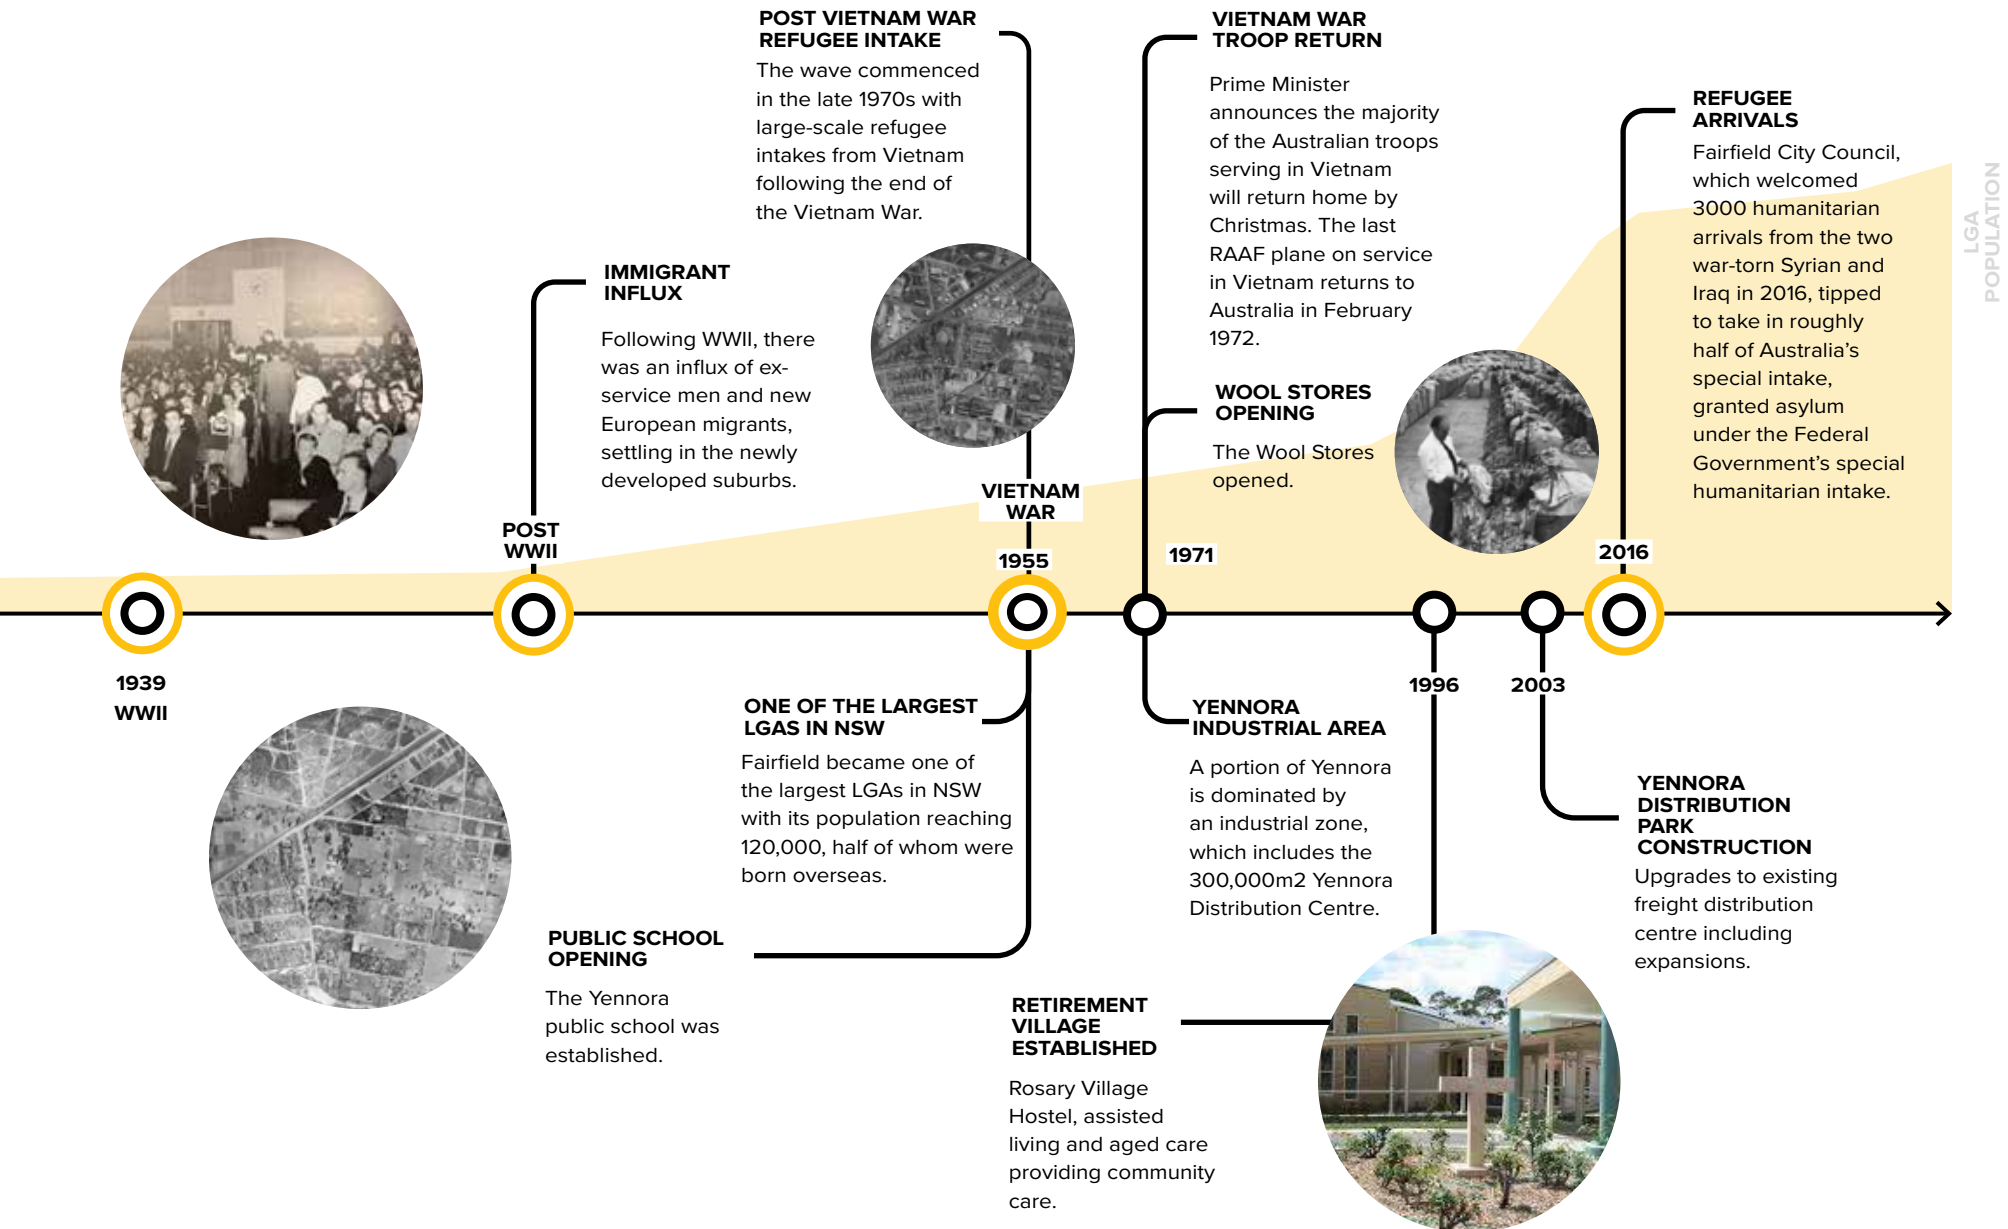 POST VIETNAM WAR
REFUGEE INTAKE
The wave commenced
in the late 1970s with
large-scale refugee
intakes from Vietnam
following the end of
the Vietnam War.
VIETNAM WAR
TROOP RETURN
Prime Minister
announces the majority
of the Australian troops
serving in Vietnam
will return home by
Christmas. The last
RAAF plane on service
in Vietnam returns to
Australia in February
1972.
REFUGEE
ARRIVALS
Fairfield City Council,
which welcomed
3000 humanitarian
arrivals from the two
war-torn Syrian and
Iraq in 2016, tipped
to take in roughly
half of Australia's
special intake,
granted asylum
under the Federal
Government's special
humanitarian intake.
LGA
POPULATION
IMMIGRANT
INFLUX
Following WWII, there
was an influx of ex-
service men and new
European migrants,
settling in the newly
developed suburbs.
WOOL STORES
OPENING
The Wool Stores
opened.
POST
WWII
VIETNAM
WAR
1955
1971
2016
1939
WWII
1996
2003
ONE OF THE LARGEST
LGAS IN NSW
Fairfield became one of
the largest LGAs in NSW
with its population reaching
120,000, half of whom were
born overseas.
YENNORA
INDUSTRIAL AREA
A portion of Yennora
is dominated by
an industrial zone,
which includes the
300,000m2 Yennora
Distribution Centre.
YENNORA
DISTRIBUTION
PARK
CONSTRUCTION
Upgrades to existing
freight distribution
centre including
expansions.
PUBLIC SCHOOL
OPENING
The Yennora
public school was
established.
RETIREMENT
VILLAGE
ESTABLISHED
Rosary Village
Hostel, assisted
living and aged care
providing community
care.